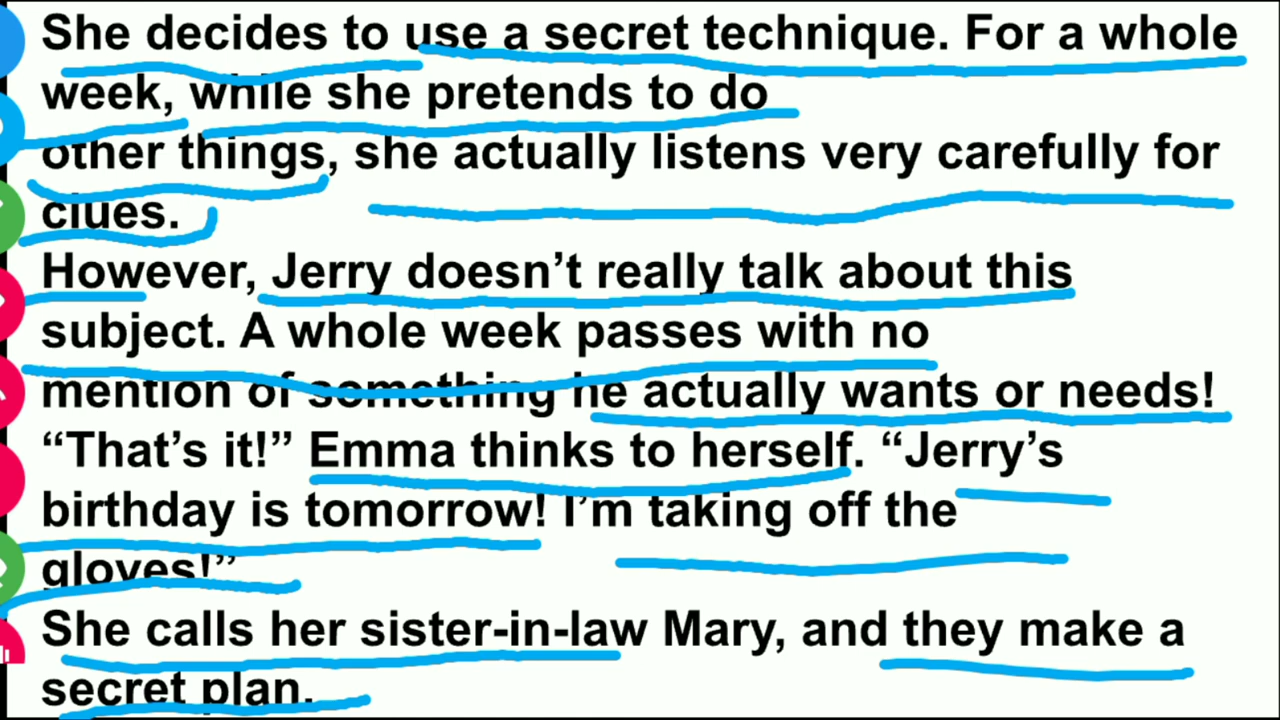 She decides to use a secret technique. For a whole
week, while she pretends to do
other things, she actually listens very carefully for
clues.
However, Jerry doesn’t really talk about this
subject. A whole week passes with no
mention of something he actually wants or needs!
“That’s it!” Emma thinks to herself. “Jerry’s
birthday is tomorrow! I’m taking off the
gloves!”
She calls her sister-in-law Mary, and they make a
secret plan.